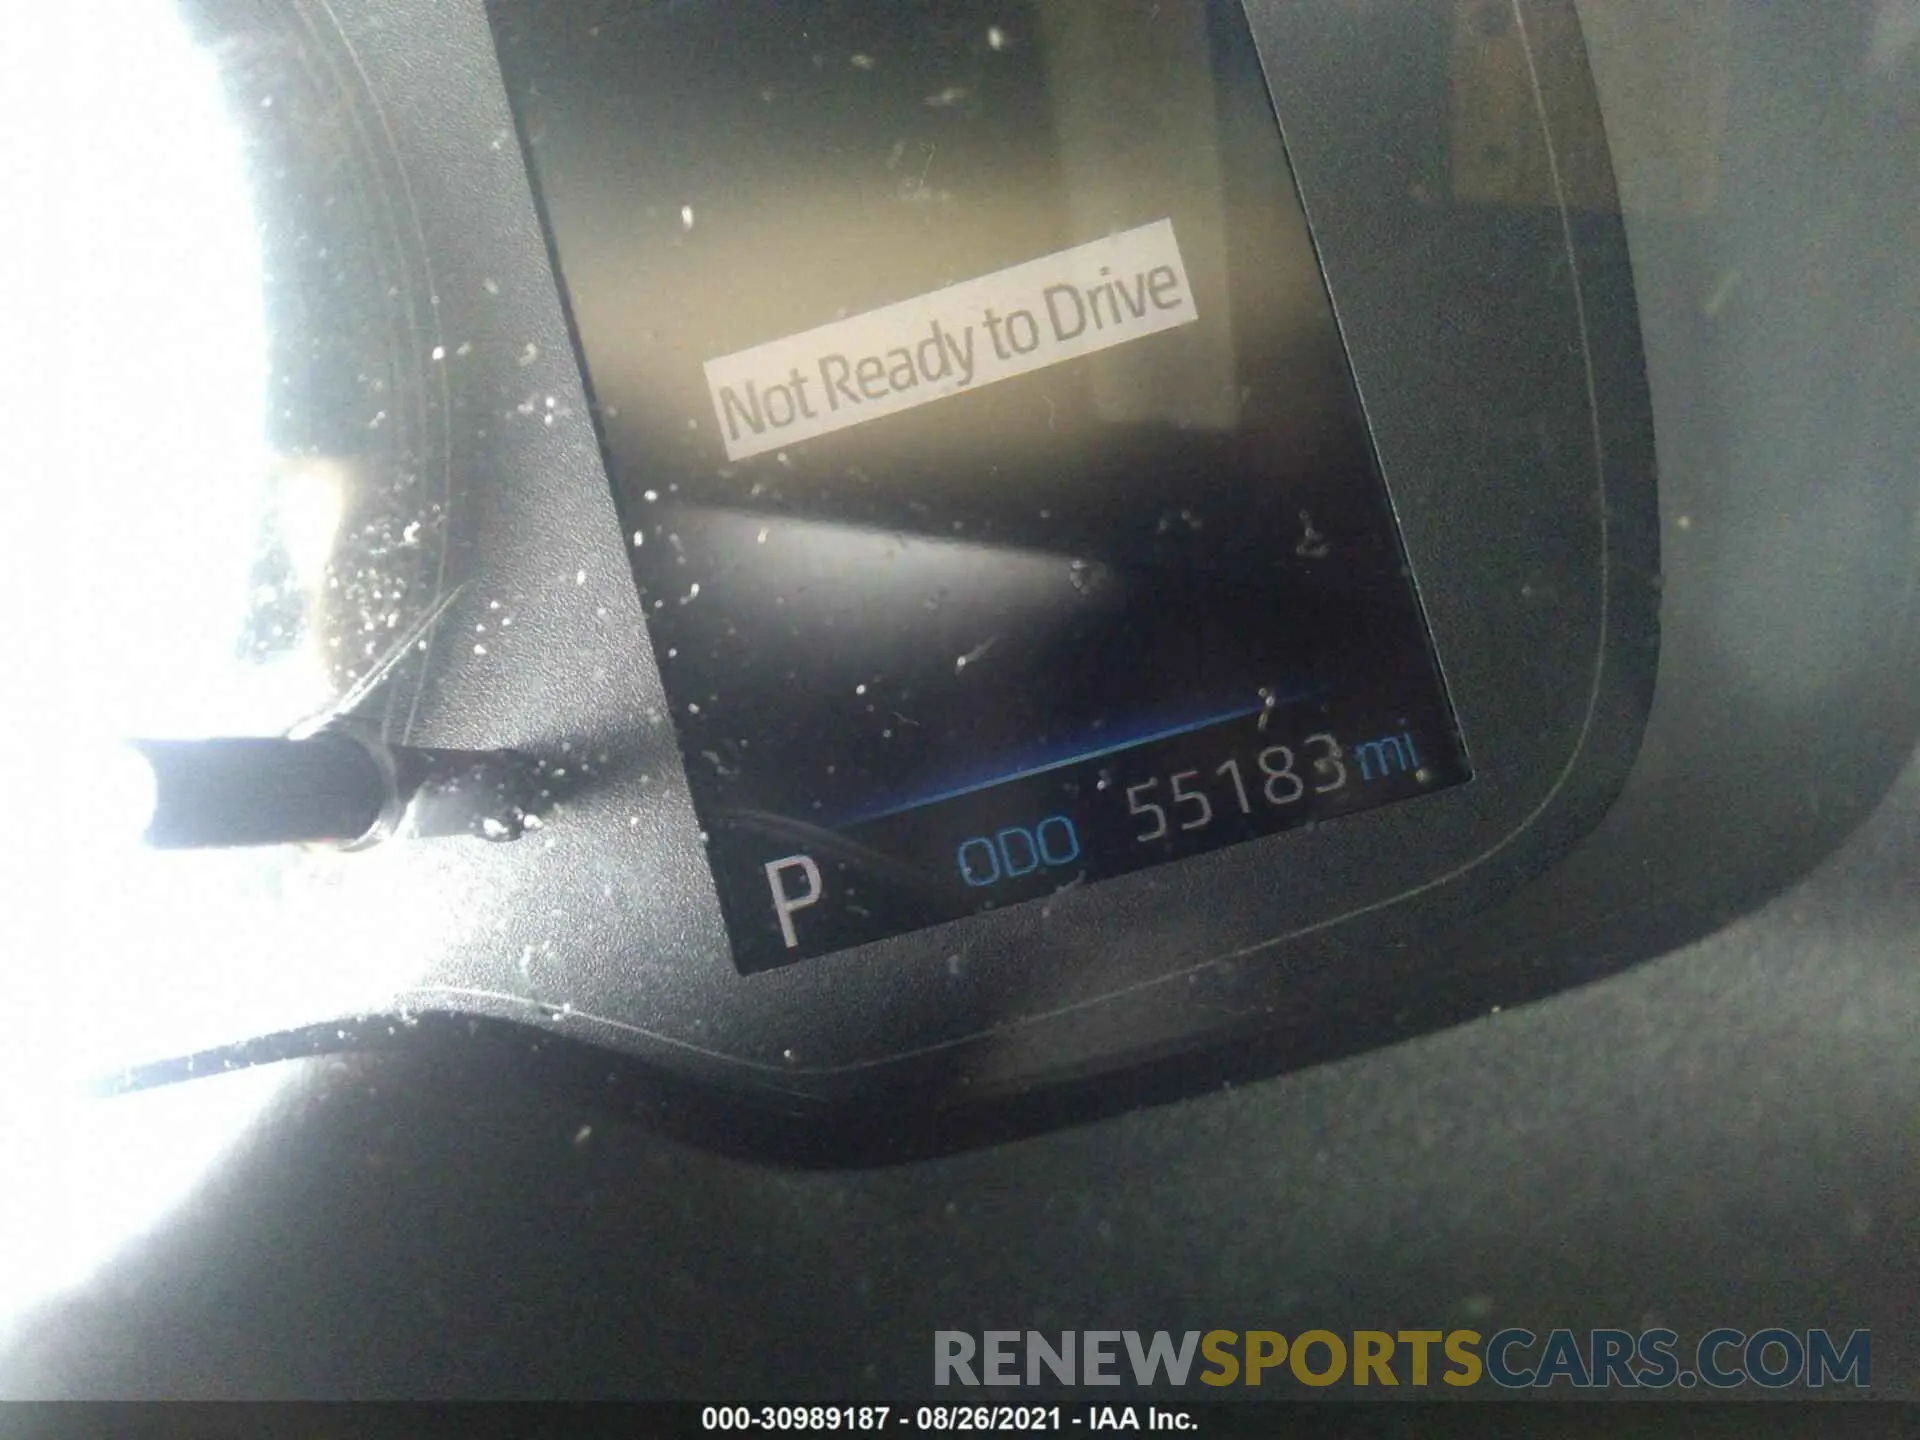 Not Ready to Drive
ODO 55183 mi
P
RENEWSPORTSCARS.COM
000-30989187 - 08/26/2021 - IAA Inc.